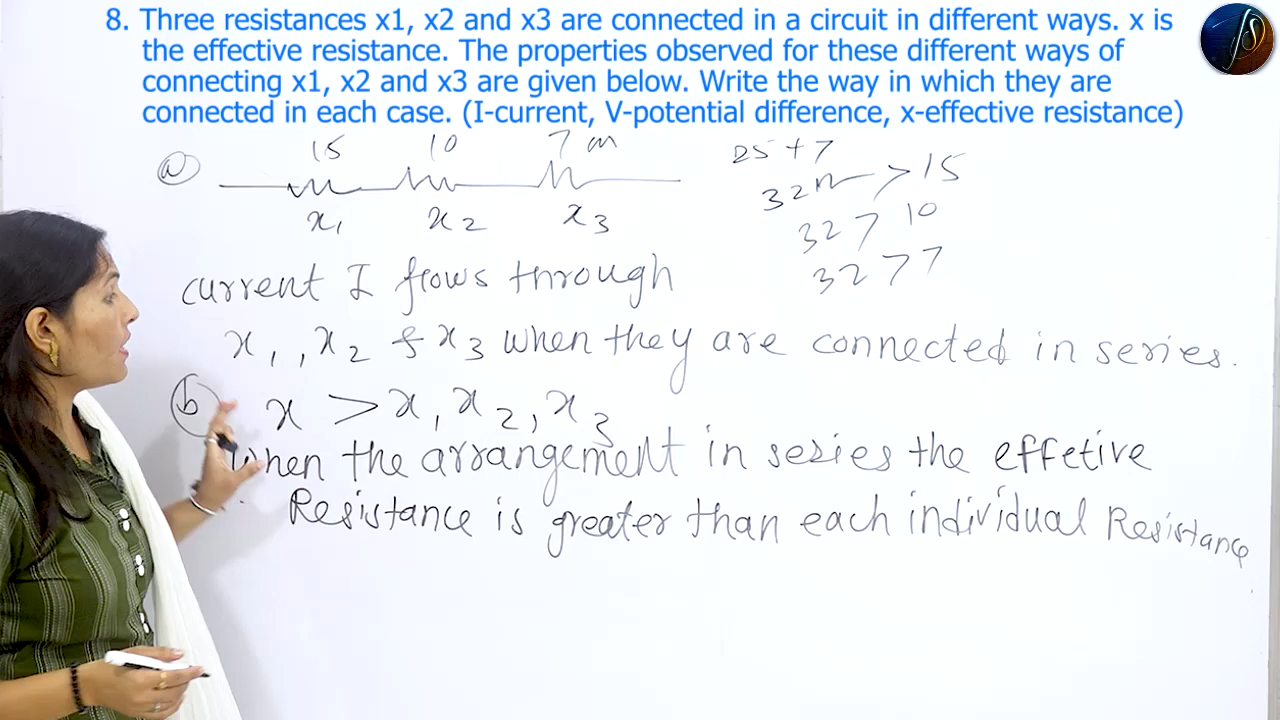 8. Three resistances x1, x2 and x3 are connected in a circuit in different ways. x is
the effective resistance. The properties observed for these different ways of
connecting x1, x2 and x3 are given below. Write the way in which they are
connected in each case. (I-current, V-potential difference, x-effective resistance)
a
15 10 7
x1 x2 x3
25 + 7
32 > 15
32 > 10
32 > 7
current I flows through
x1, x2 & x3 when they are connected in series.
b x > x1 x2, x3
When the arrangement in series the effetive
Resistance is greater than each individual Resistance